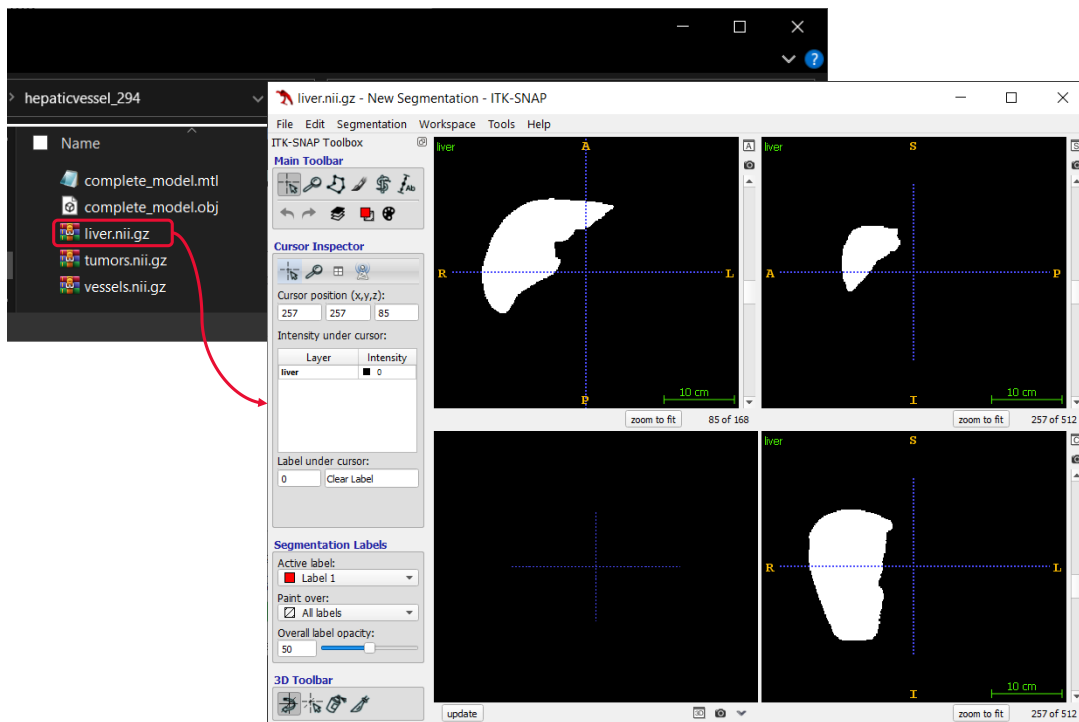 ?
hepaticvessel_294
Name
complete_model.mtl
complete_model.obj
liver.nii.gz
tumors.nii.gz
vessels.nii.gz
liver.nii.gz - New Segmentation - ITK-SNAP
File Edit Segmentation Workspace Tools Help
ITK-SNAP Toolbox
Main Toolbar
Ab
Cursor Inspector
Cursor position (x,y,z):
257 257 85
Intensity under cursor:
Layer Intensity
liver 0
Label under cursor:
0 Clear Label
Segmentation Labels
Active label:
Label 1
Paint over:
All labels
Overall label opacity:
50
3D Toolbar
liver
A
R
L
P
10 cm
A
zoom to fit 85 of 168
liver
S
A
P
I
10 cm
S
zoom to fit 257 of 512
update
3D
liver
S
R
L
I
10 cm
C
zoom to fit 257 of 512